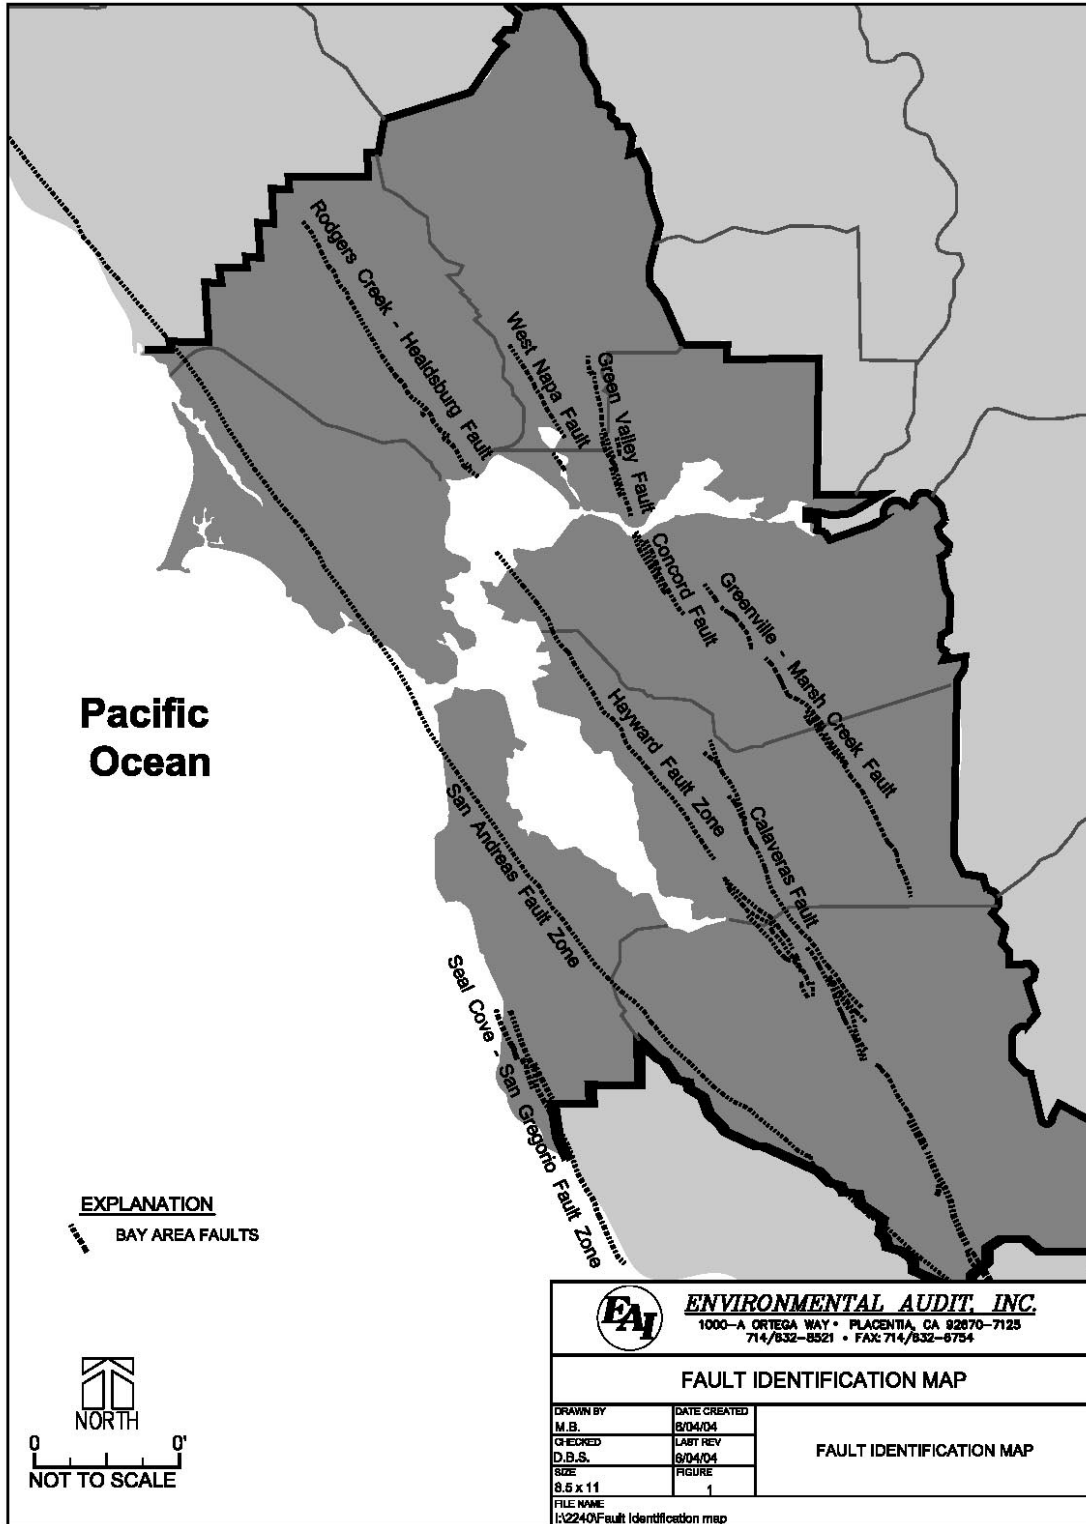 Rodgers Creek - Healdsburg Fault
West Napa Fault
Green Valley Fault
Concord Fault
Greenville - Marsh Creek Fault
Pacific
Ocean
Hayward Fault Zone
San Andreas Fault Zone
Calaveras Fault
Seal Cove - San Gregorio Fault Zone
EXPLANATION
BAY AREA FAULTS
NORTH
0 0'
NOT TO SCALE
EAI
ENVIRONMENTAL AUDIT, INC.
1000-A ORTEGA WAY • PLACENTIA, CA 92670-7125
714/632-8521 • FAX: 714/632-6754
FAULT IDENTIFICATION MAP
DRAWN BY
M.B.
DATE CREATED
6/04/04
CHECKED
D.B.S.
LAST REV
6/04/04
SIZE
8.5 x 11
FIGURE
1
FAULT IDENTIFICATION MAP
FILE NAME
I:\2240\Fault Identification map